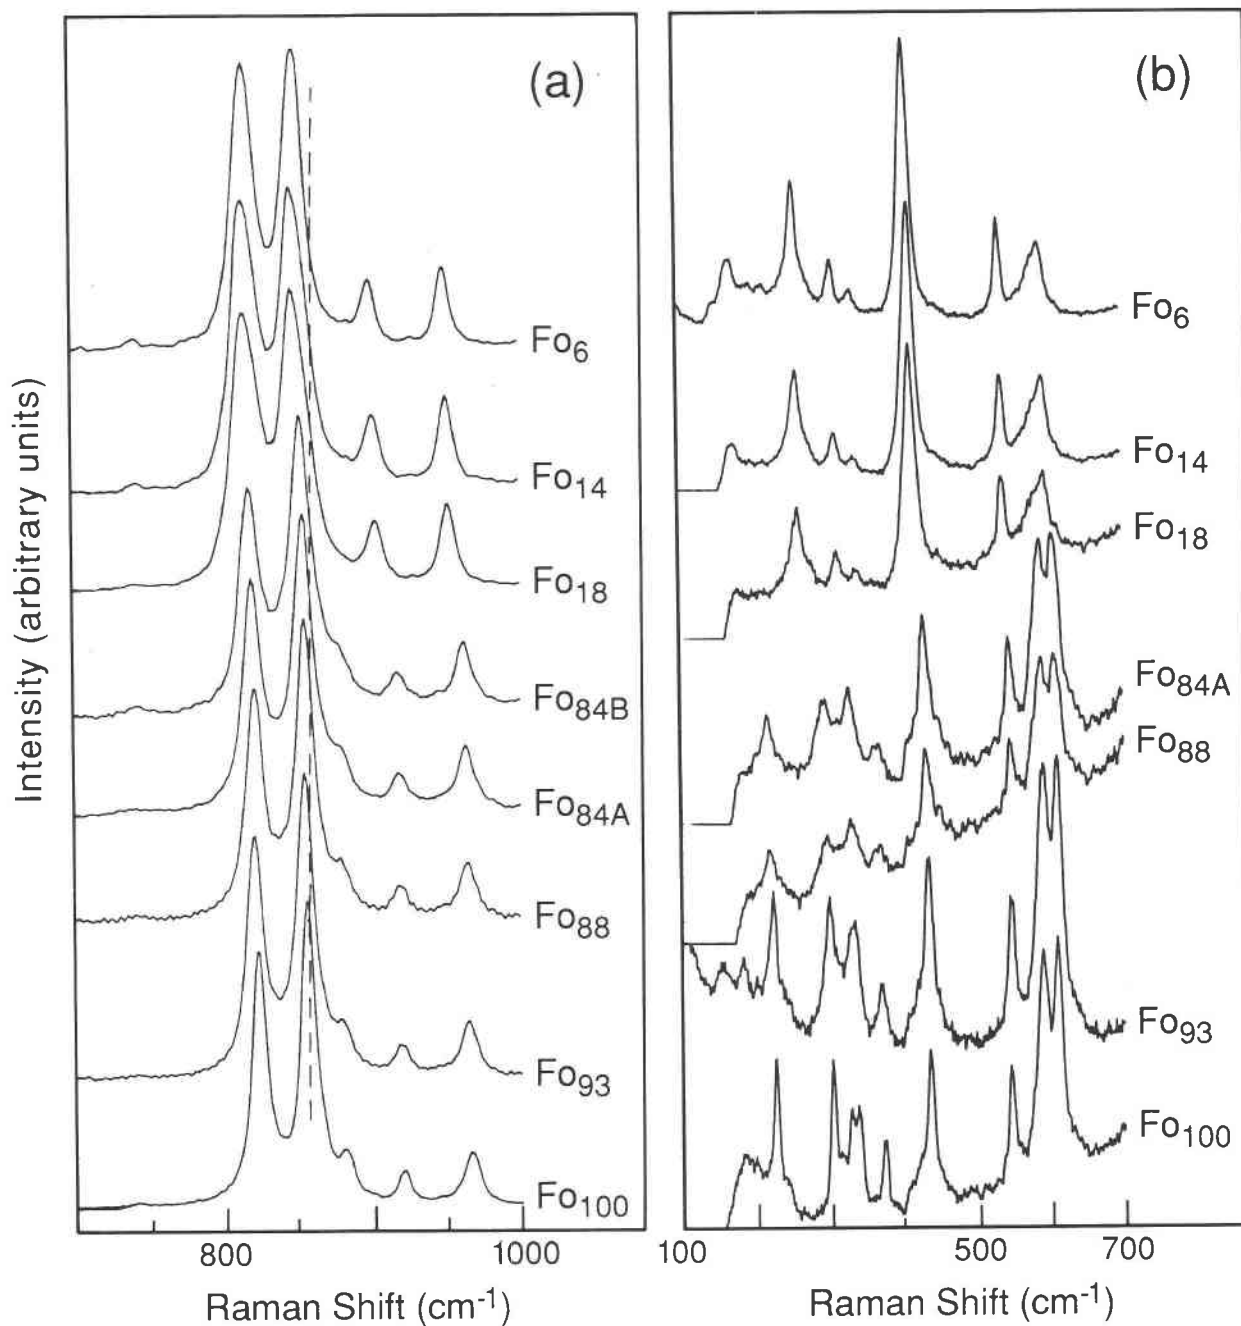 (a)
Fo6
Fo14
Fo18
Fo84B
Fo84A
Fo88
Fo93
Fo100
Intensity (arbitrary units)
800
1000
Raman Shift (cm-1)
(b)
Fo6
Fo14
Fo18
Fo84A
Fo88
Fo93
Fo100
100
500
700
Raman Shift (cm-1)